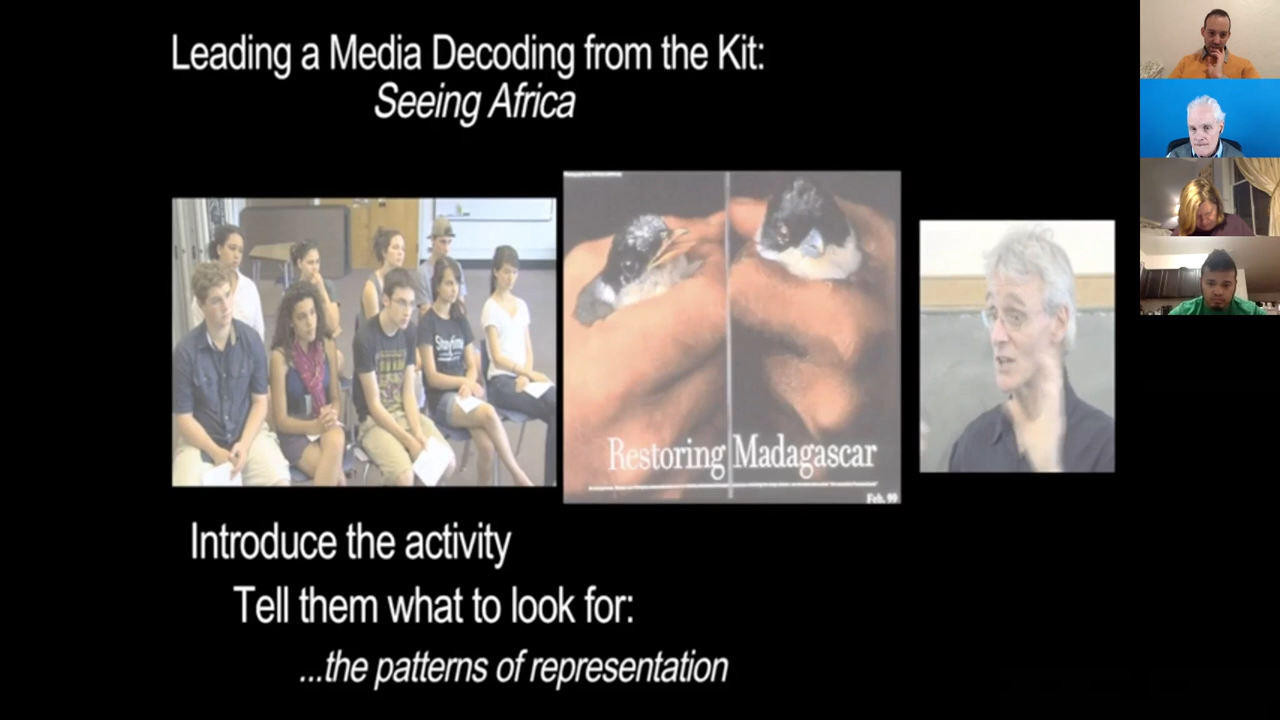 Leading a Media Decoding from the Kit:
Seeing Africa
Restoring Madagascar
Feb. 99
Introduce the activity
Tell them what to look for:
...the patterns of representation